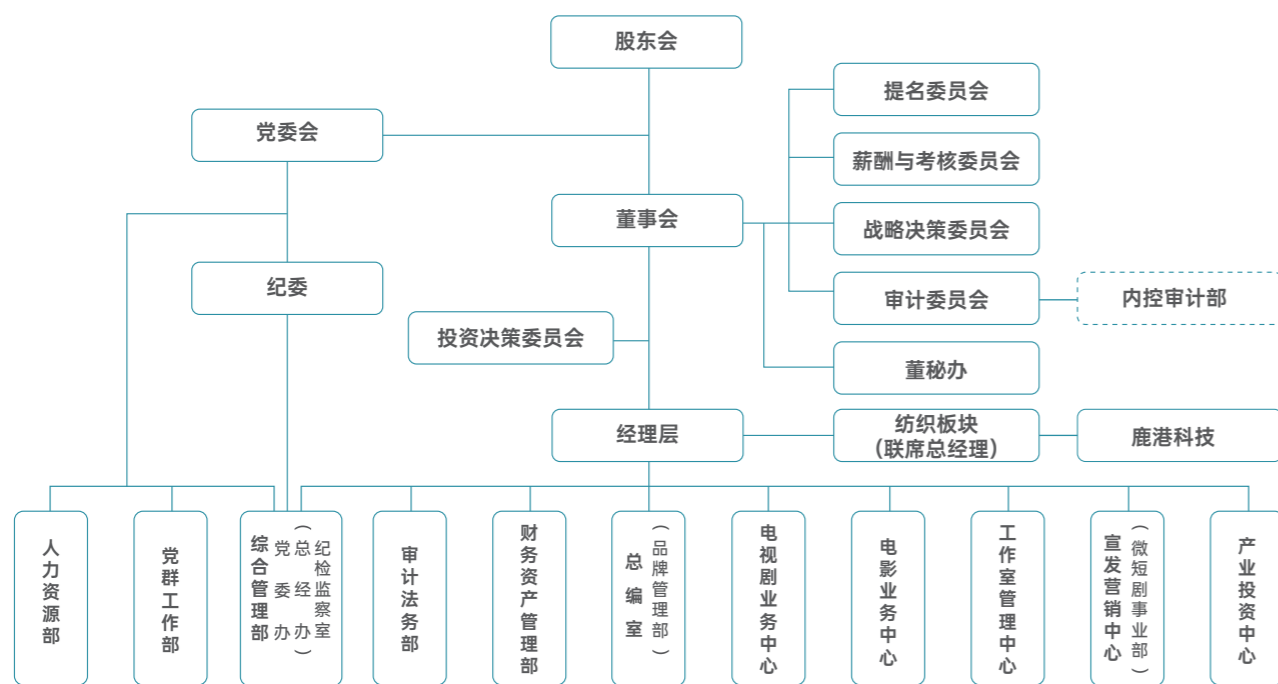 股东会
提名委员会
党委会
薪酬与考核委员会
董事会
战略决策委员会
纪委
审计委员会
内控审计部
投资决策委员会
董秘办
经理层
纺织板块
（联席总经理）
鹿港科技
人力资源部
党群工作部
综合管理部
党委办
（总经办）
纪检监察室
审计法务部
财务资产管理部
总编室
（品牌管理部）
电视剧业务中心
电影业务中心
工作室管理中心
宣发营销中心
（微短剧事业部）
产业投资中心